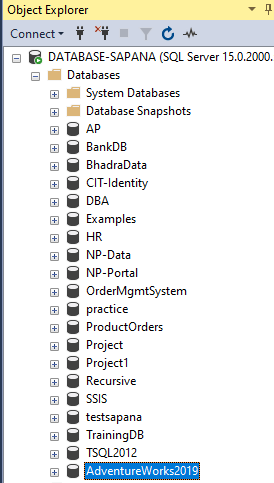 Object Explorer
Connect
DATABASE-SAPANA (SQL Server 15.0.2000.
Databases
System Databases
Database Snapshots
AP
BankDB
BhadraData
CIT-Identity
DBA
Examples
HR
NP-Data
NP-Portal
OrderMgmtSystem
practice
ProductOrders
Project
Project1
Recursive
SSIS
testsapana
TrainingDB
TSQL2012
AdventureWorks2019